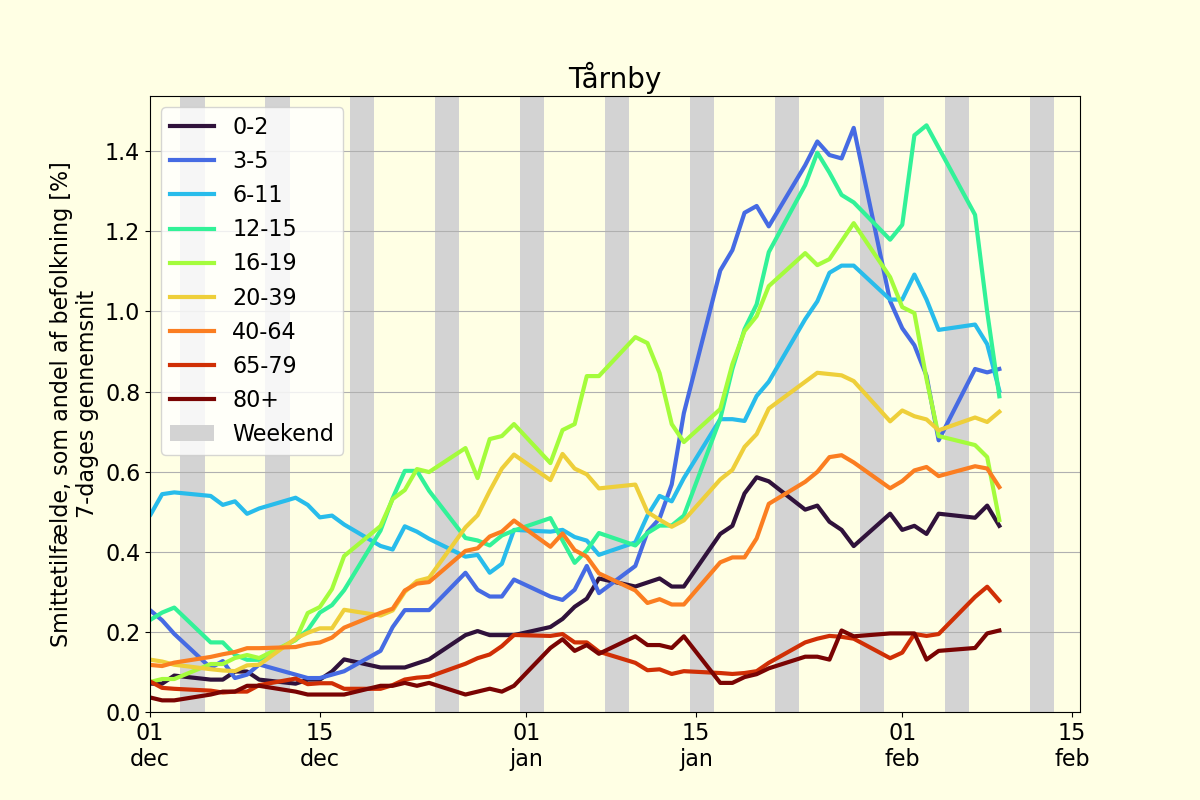 Tårnby
Smittetilfælde, som andel af befolkning [%]
7-dages gennemsnit
1.4
1.2
1.0
0.8
0.6
0.4
0.2
0.0
0-2
3-5
6-11
12-15
16-19
20-39
40-64
65-79
80+
Weekend
01 15 01 15 01 15
dec dec jan jan feb feb